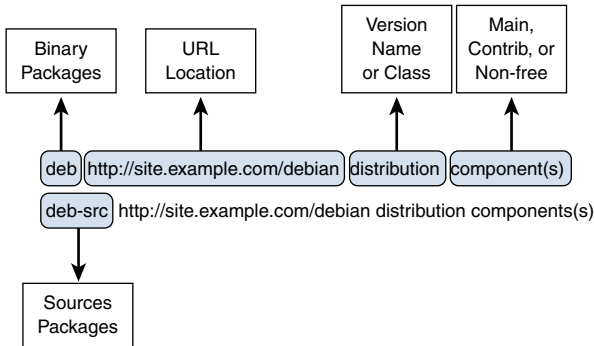 Binary
Packages
URL
Location
Version
Name
or Class
Main,
Contrib, or
Non-free
deb http://site.example.com/debian distribution component(s)
deb-src http://site.example.com/debian distribution components(s)
Sources
Packages